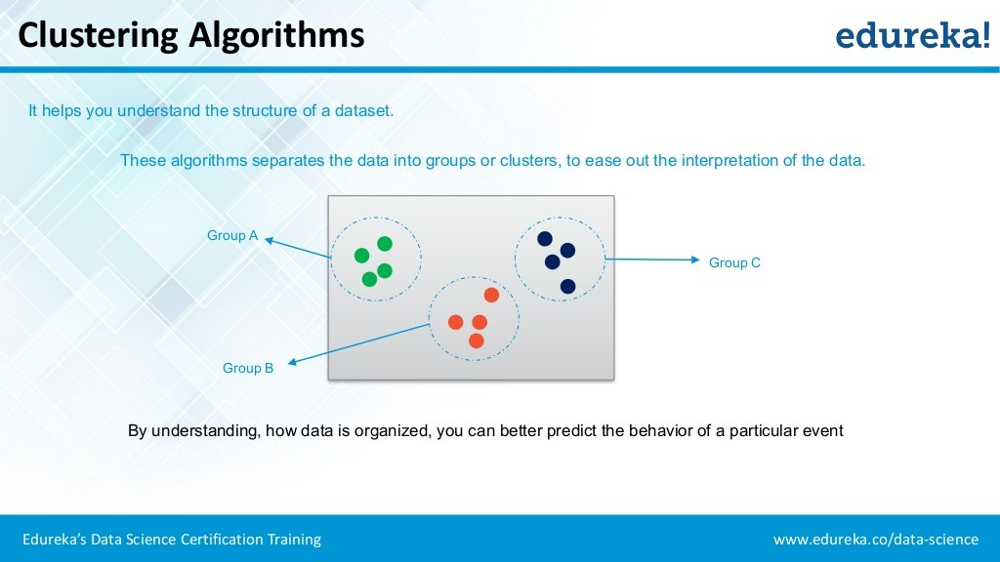 Clustering Algorithms
edureka!
It helps you understand the structure of a dataset.
These algorithms separates the data into groups or clusters, to ease out the interpretation of the data.
Group A
Group C
Group B
By understanding, how data is organized, you can better predict the behavior of a particular event
Edureka’s Data Science Certification Training
www.edureka.co/data-science